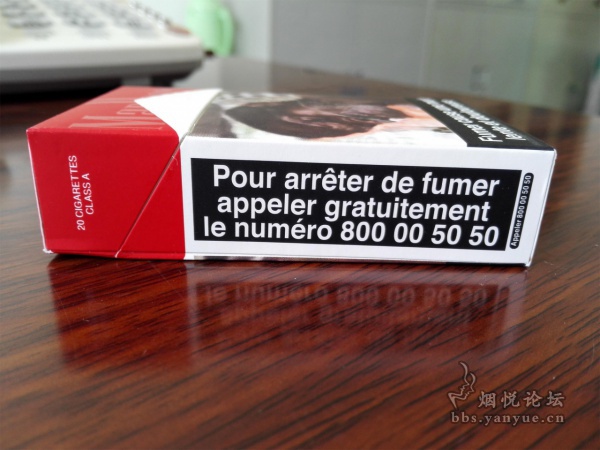 20 CIGARETTES
CLASS A
Pour arrêter de fumer
appeler gratuitement
le numéro 800 00 50 50
Appeler 800 00 50 50
烟悦论坛
bbs.yanyue.cn